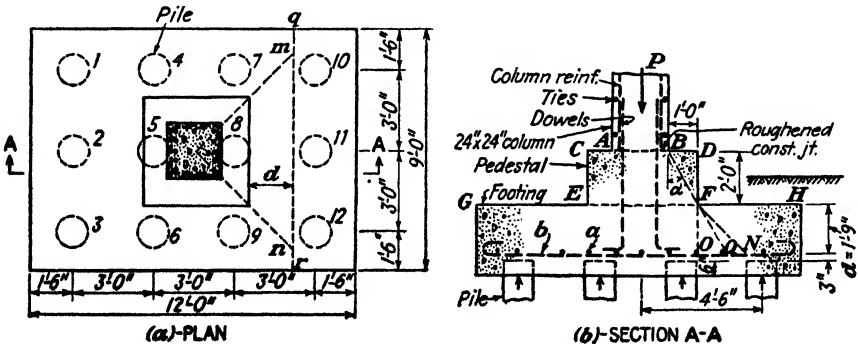 Pile
q
m
1
4
7
10
A
5
8
2
11
A
d
3
6
9
12
n
r
1'-6"
3'-0"
3'-0"
1'-6"
9'-0"
1'-6"
3'-0"
3'-0"
3'-0"
1'-6"
12'-0"
(a)-PLAN
P
Column reinf.
Ties
Dowels
24"x24" column
A
B
1'-0"
Roughened
const. jt.
C
D
Pedestal
E
F
α
2'-0"
G
Footing
H
b
a
O
Q
N
d = 1'-9"
3"
Pile
4'-6"
(b)-SECTION A-A